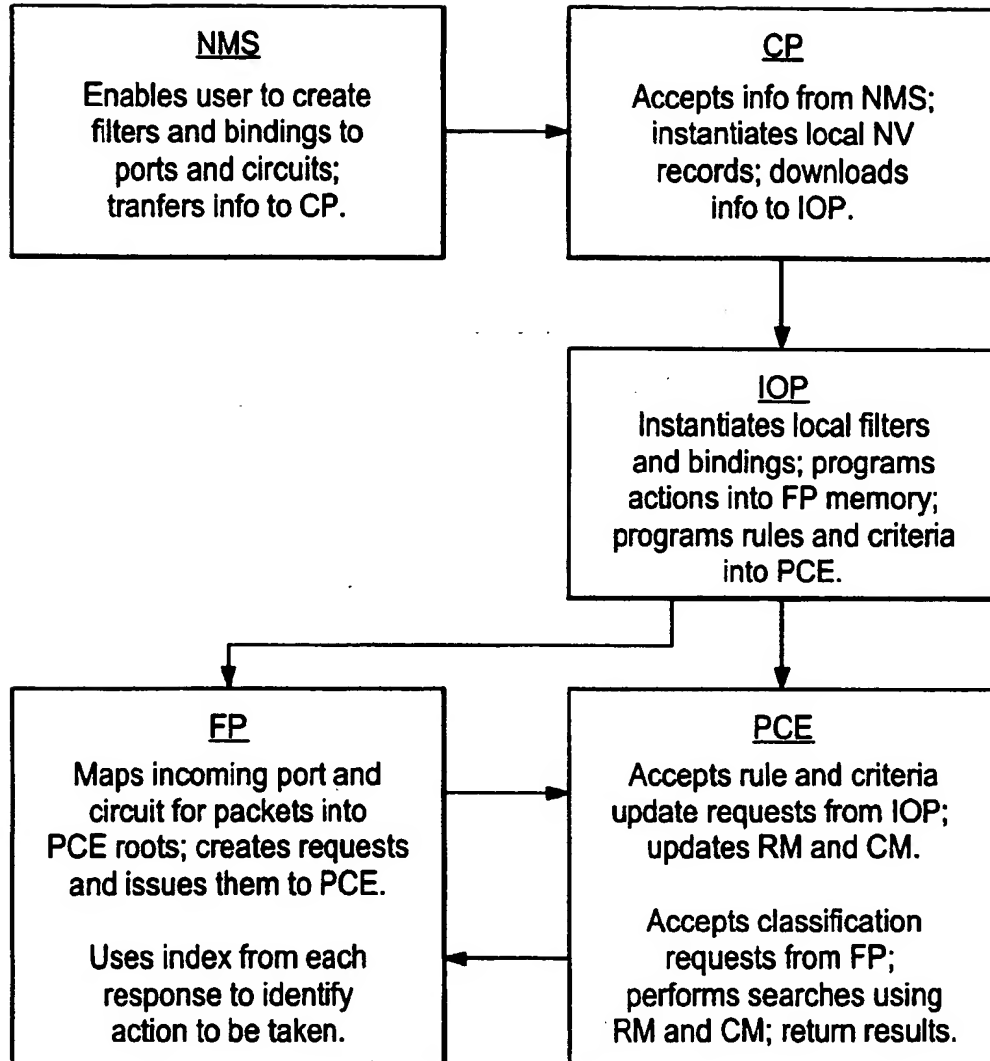 NMS
Enables user to create
filters and bindings to
ports and circuits;
tranfers info to CP.
CP
Accepts info from NMS;
instantiates local NV
records; downloads
info to IOP.
IOP
Instantiates local filters
and bindings; programs
actions into FP memory;
programs rules and criteria
into PCE.
FP
Maps incoming port and
circuit for packets into
PCE roots; creates requests
and issues them to PCE.
Uses index from each
response to identify
action to be taken.
PCE
Accepts rule and criteria
update requests from IOP;
updates RM and CM.
Accepts classification
requests from FP;
performs searches using
RM and CM; return results.